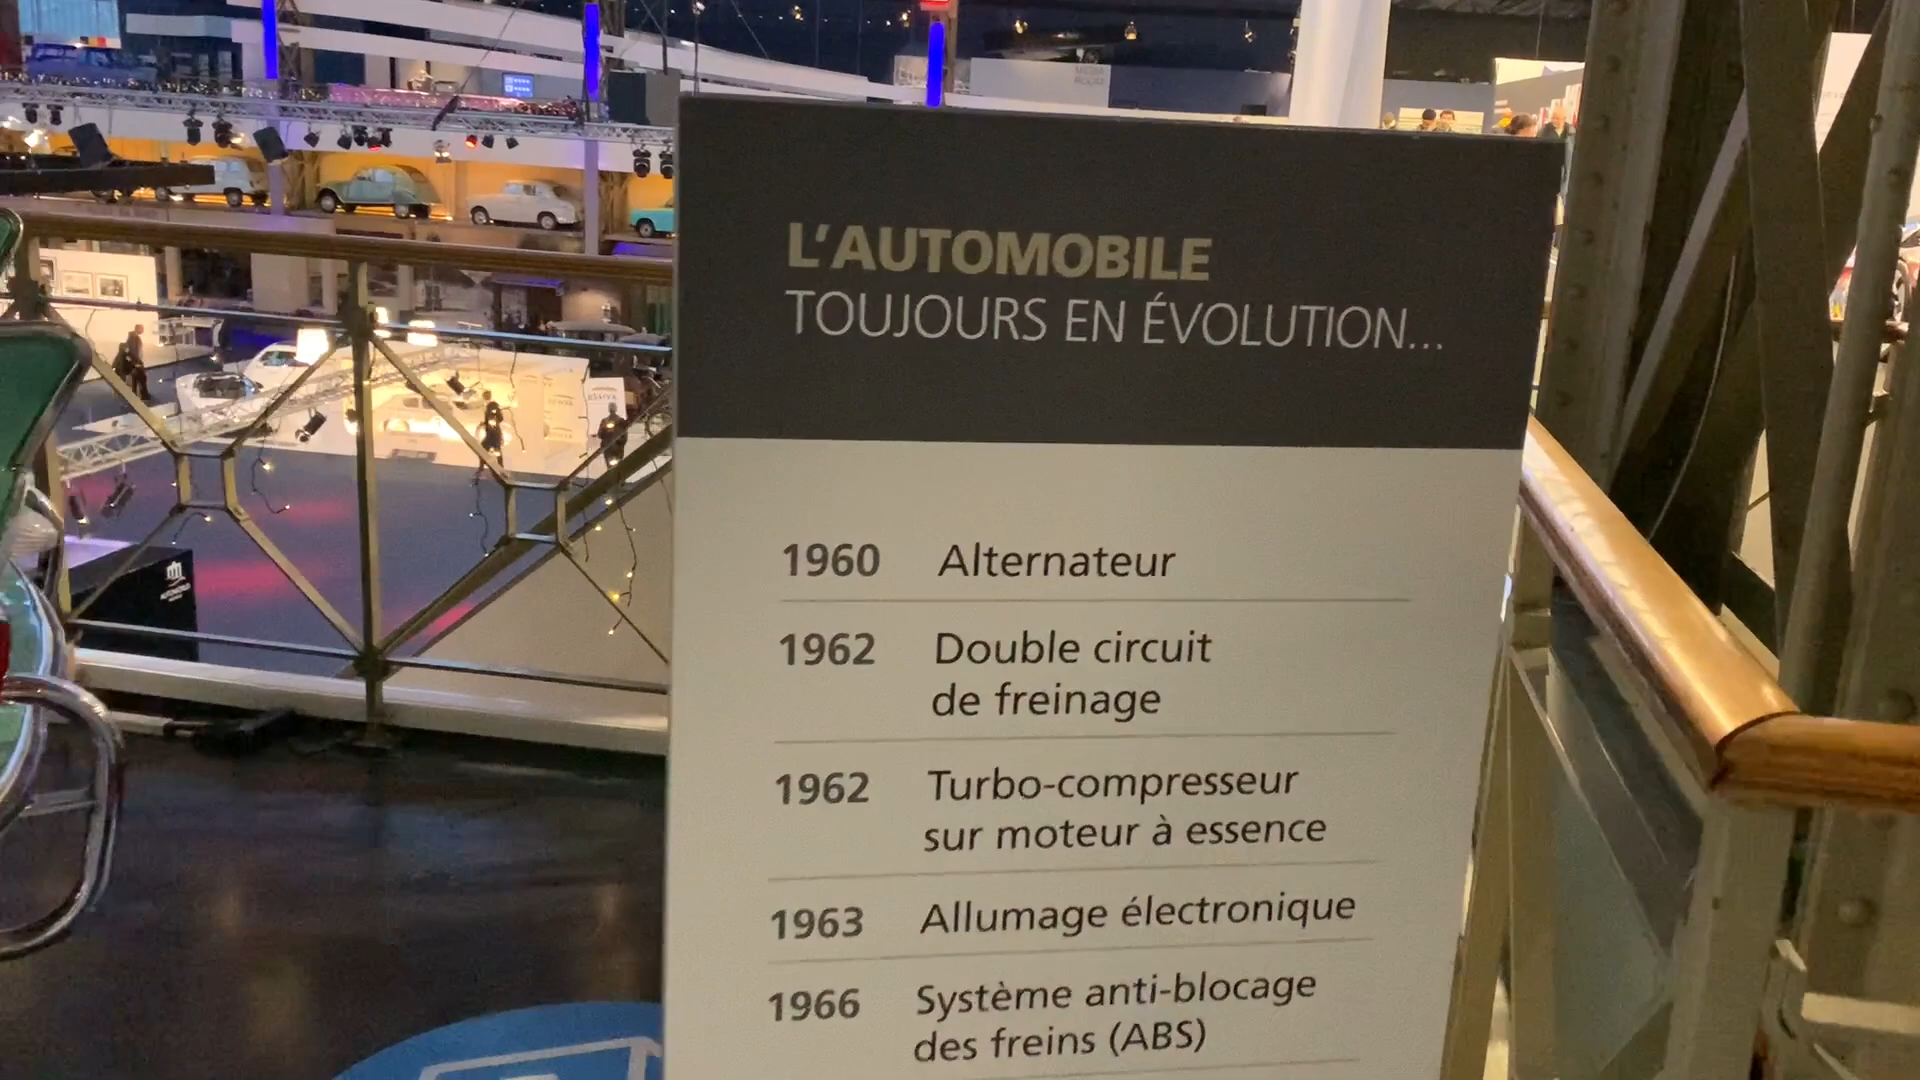 L'AUTOMOBILE
TOUJOURS EN ÉVOLUTION...
1960 Alternateur
1962 Double circuit
de freinage
1962 Turbo-compresseur
sur moteur à essence
1963 Allumage électronique
1966 Système anti-blocage
des freins (ABS)